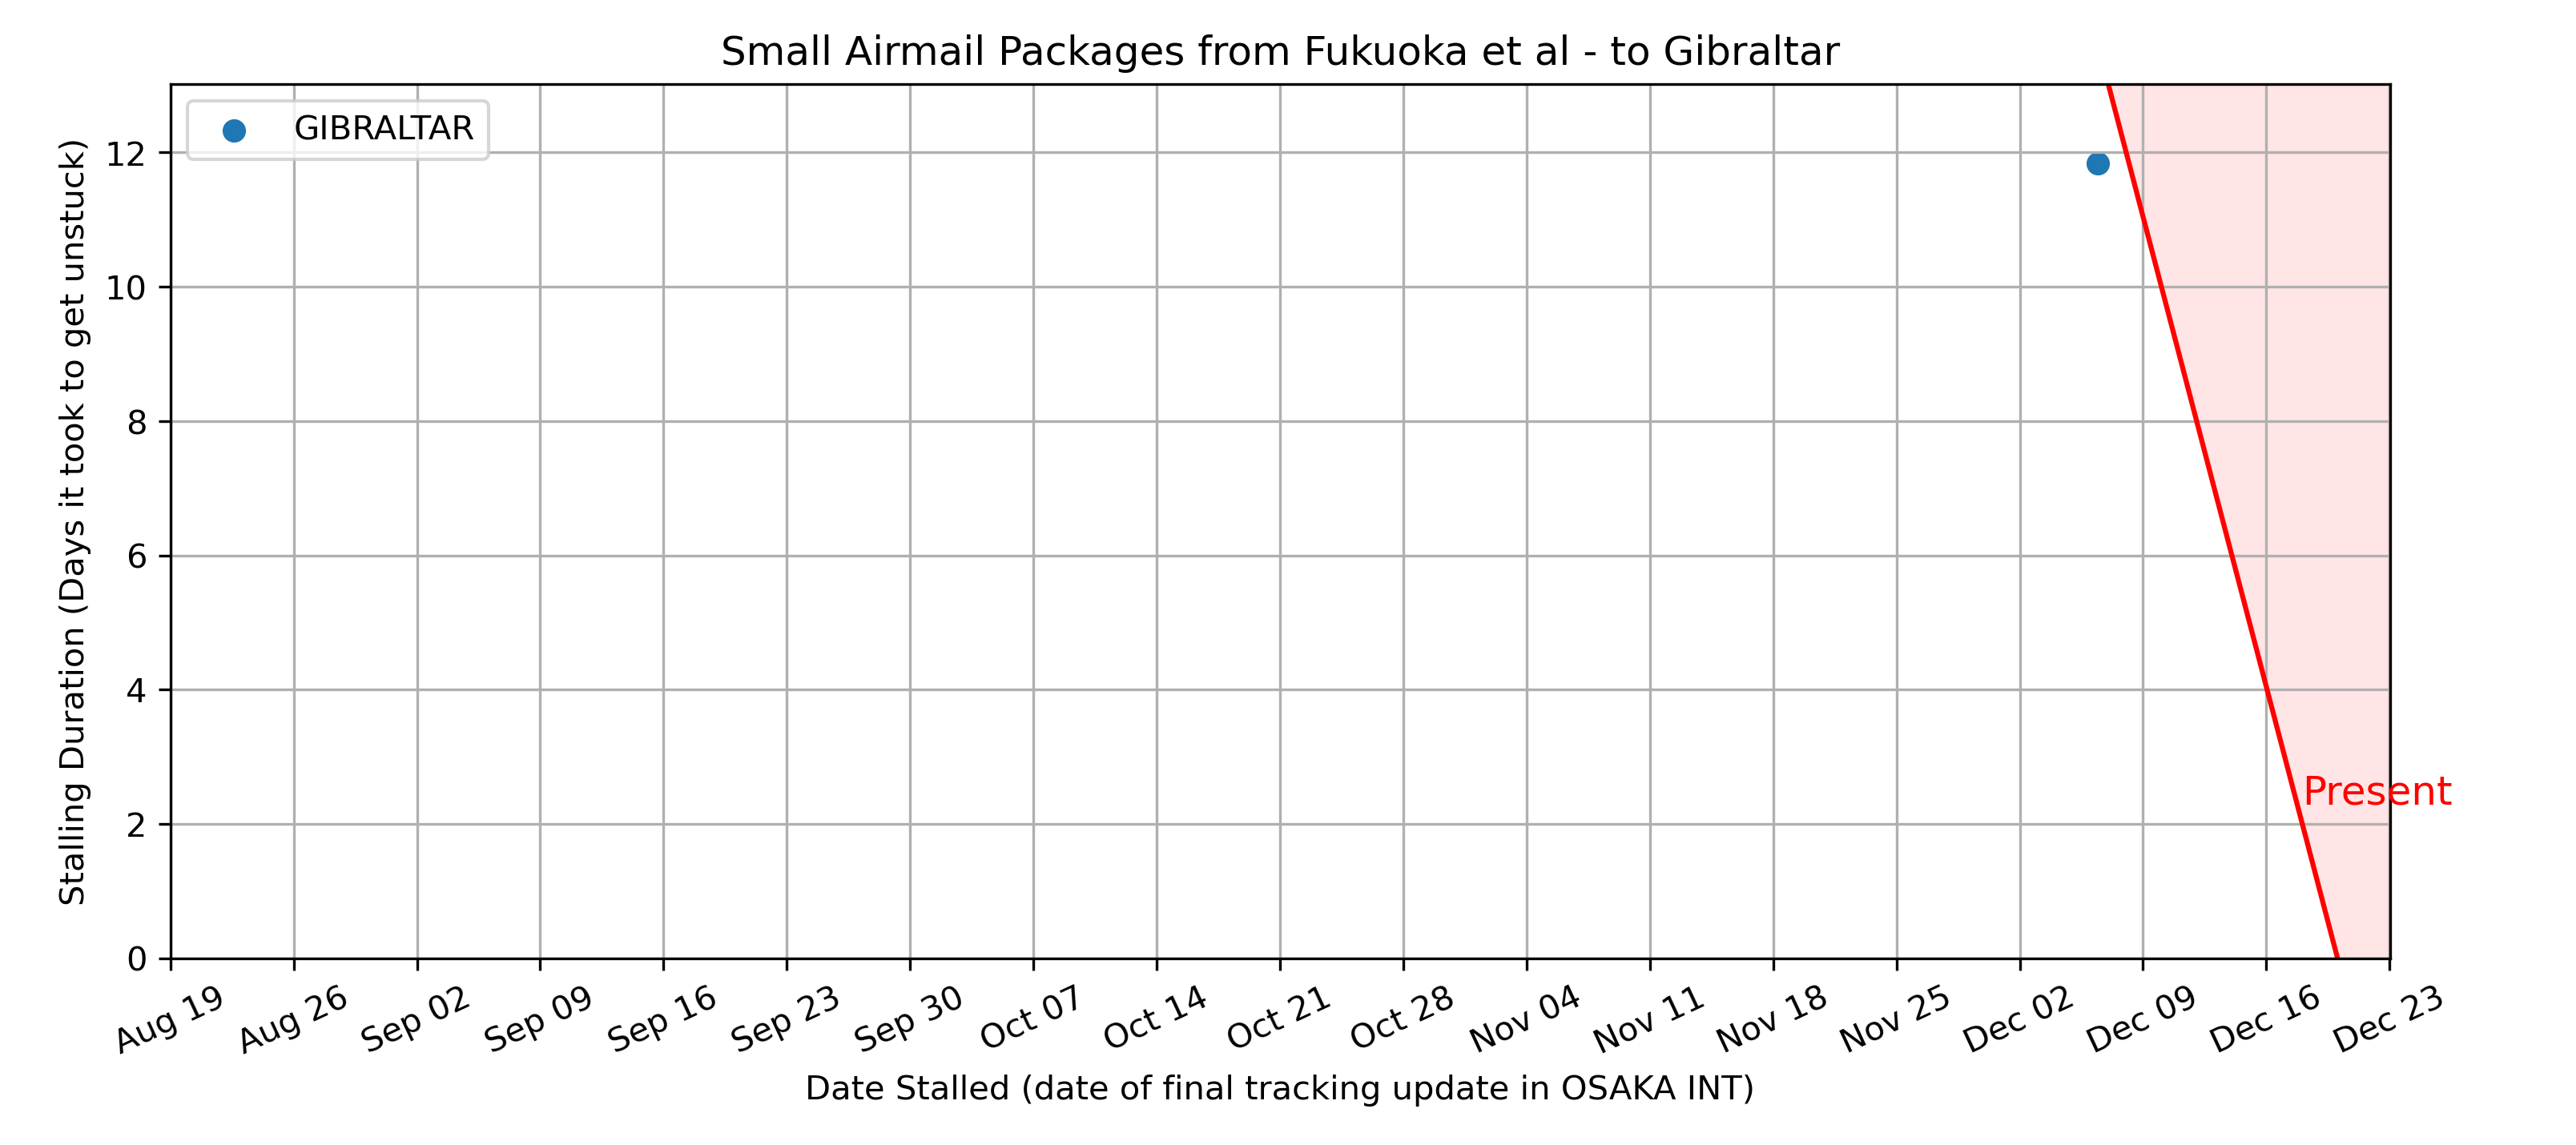 Small Airmail Packages from Fukuoka et al - to Gibraltar
GIBRALTAR
Stalling Duration (Days it took to get unstuck)
12
10
8
6
4
2
0
Present
Aug 19 Aug 26 Sep 02 Sep 09 Sep 16 Sep 23 Sep 30 Oct 07 Oct 14 Oct 21 Oct 28 Nov 04 Nov 11 Nov 18 Nov 25 Dec 02 Dec 09 Dec 16 Dec 23
Date Stalled (date of final tracking update in OSAKA INT)